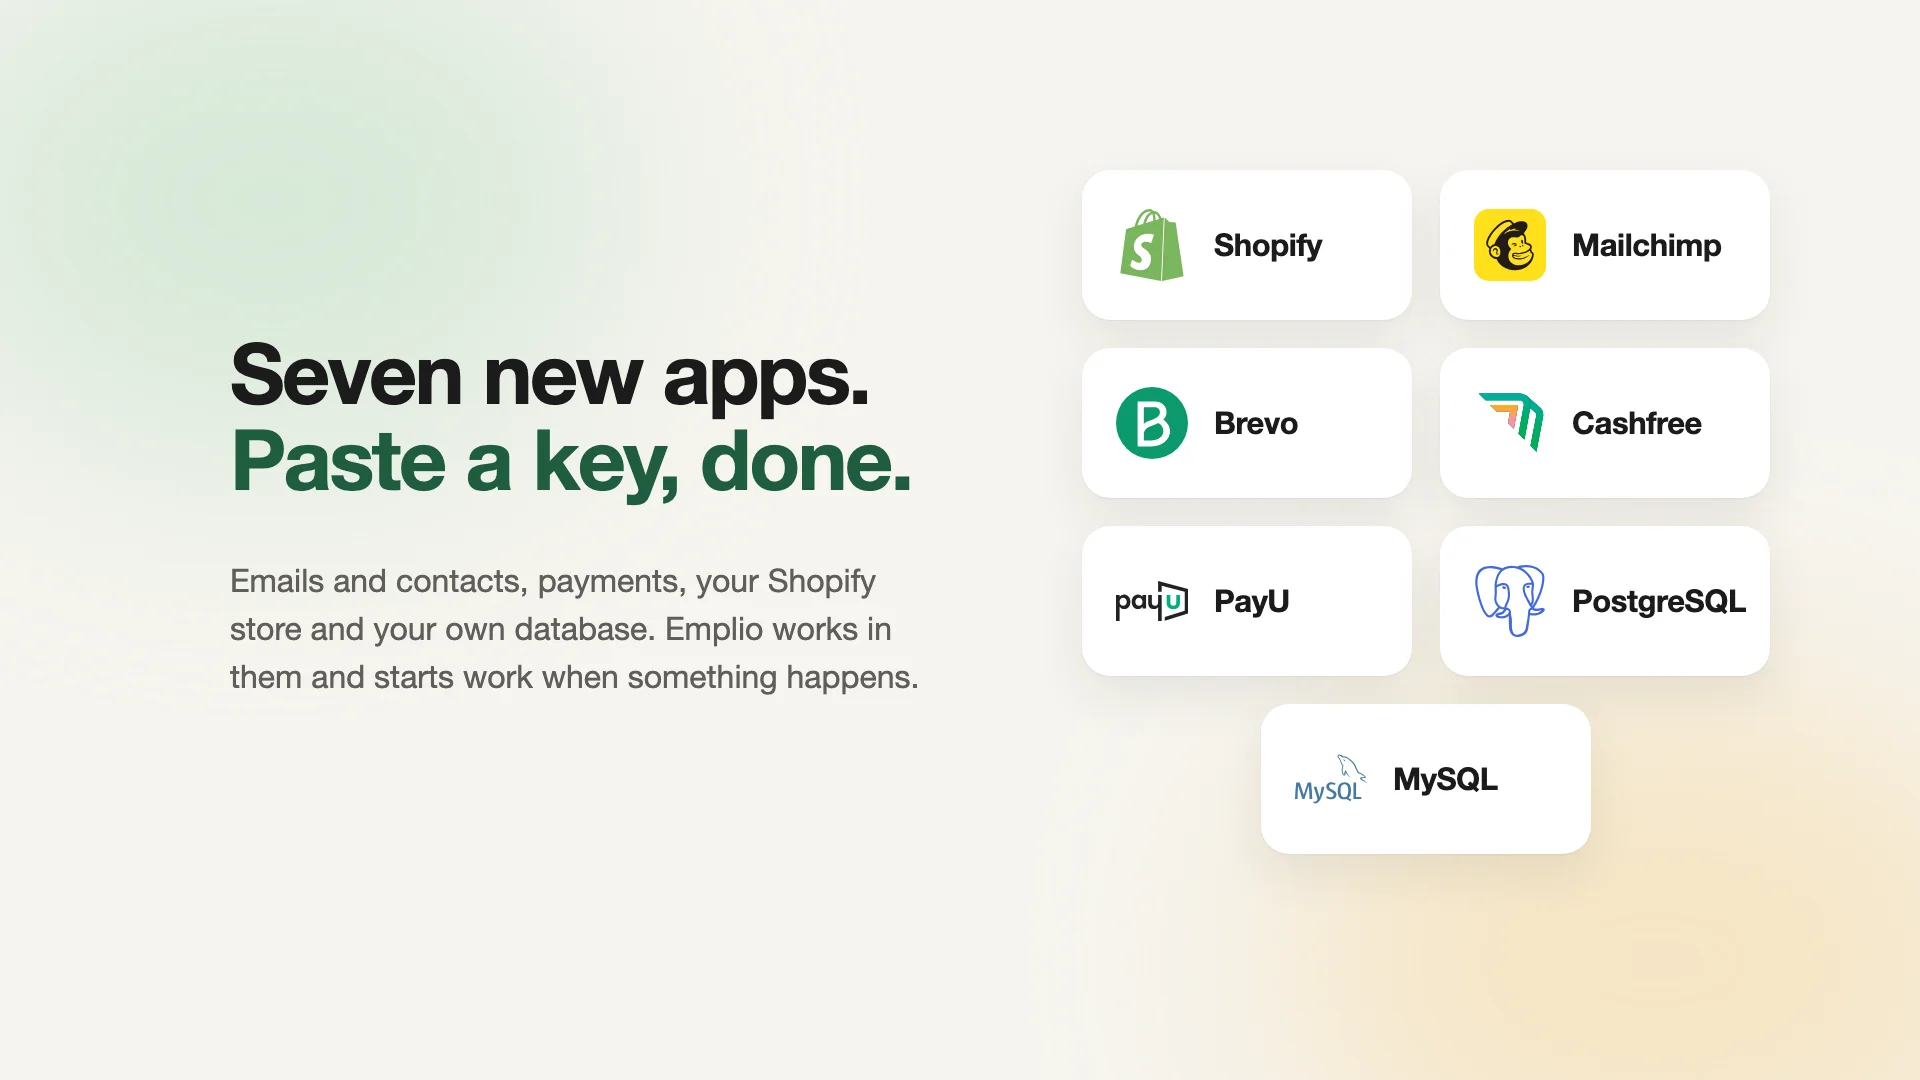 Seven new apps.
Paste a key, done.
Emails and contacts, payments, your Shopify
store and your own database. Emplio works in
them and starts work when something happens.
S Shopify
Mailchimp
B Brevo
Cashfree
payU PayU
PostgreSQL
MySQL MySQL